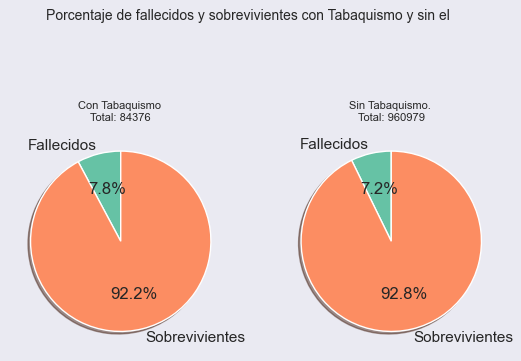 Porcentaje de fallecidos y sobrevivientes con Tabaquismo y sin el
Con Tabaquismo
Total: 84376
Fallecidos
7.8%
92.2%
Sobrevivientes
Sin Tabaquismo.
Total: 960979
Fallecidos
7.2%
92.8%
Sobrevivientes